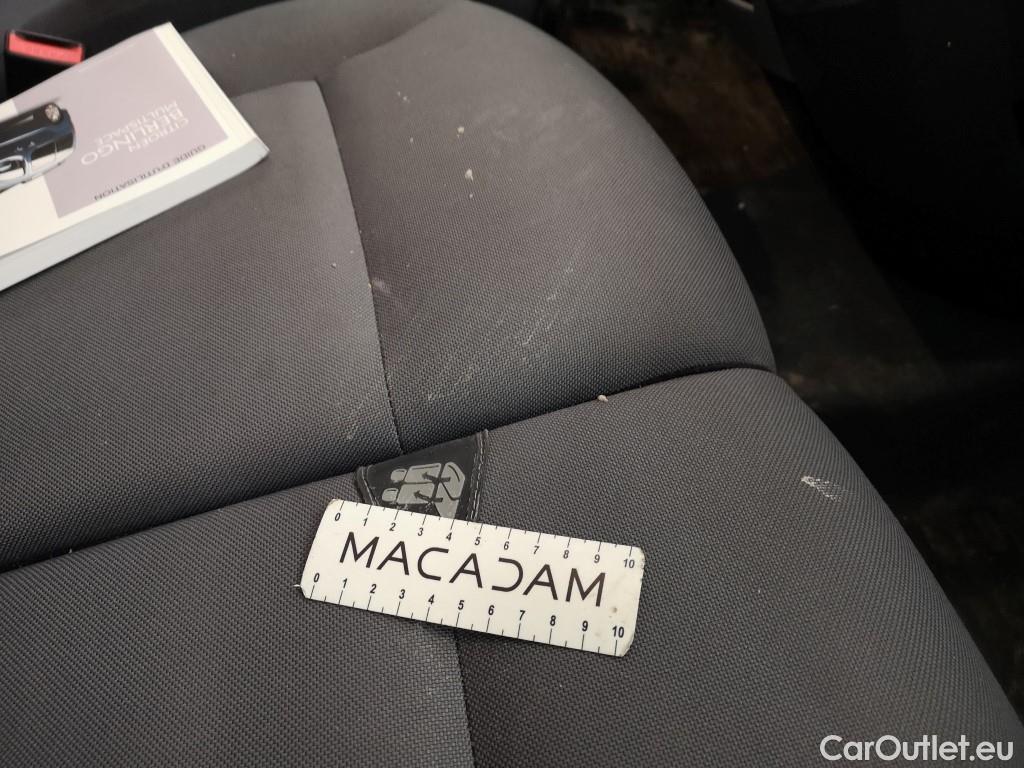 CITROËN
BERLINGO
MULTISPACE
GUIDE D'UTILISATION
0 1 2 3 4 5 6 7 8 9 10
MACADAM
0 1 2 3 4 5 6 7 8 9 10
CarOutlet.eu